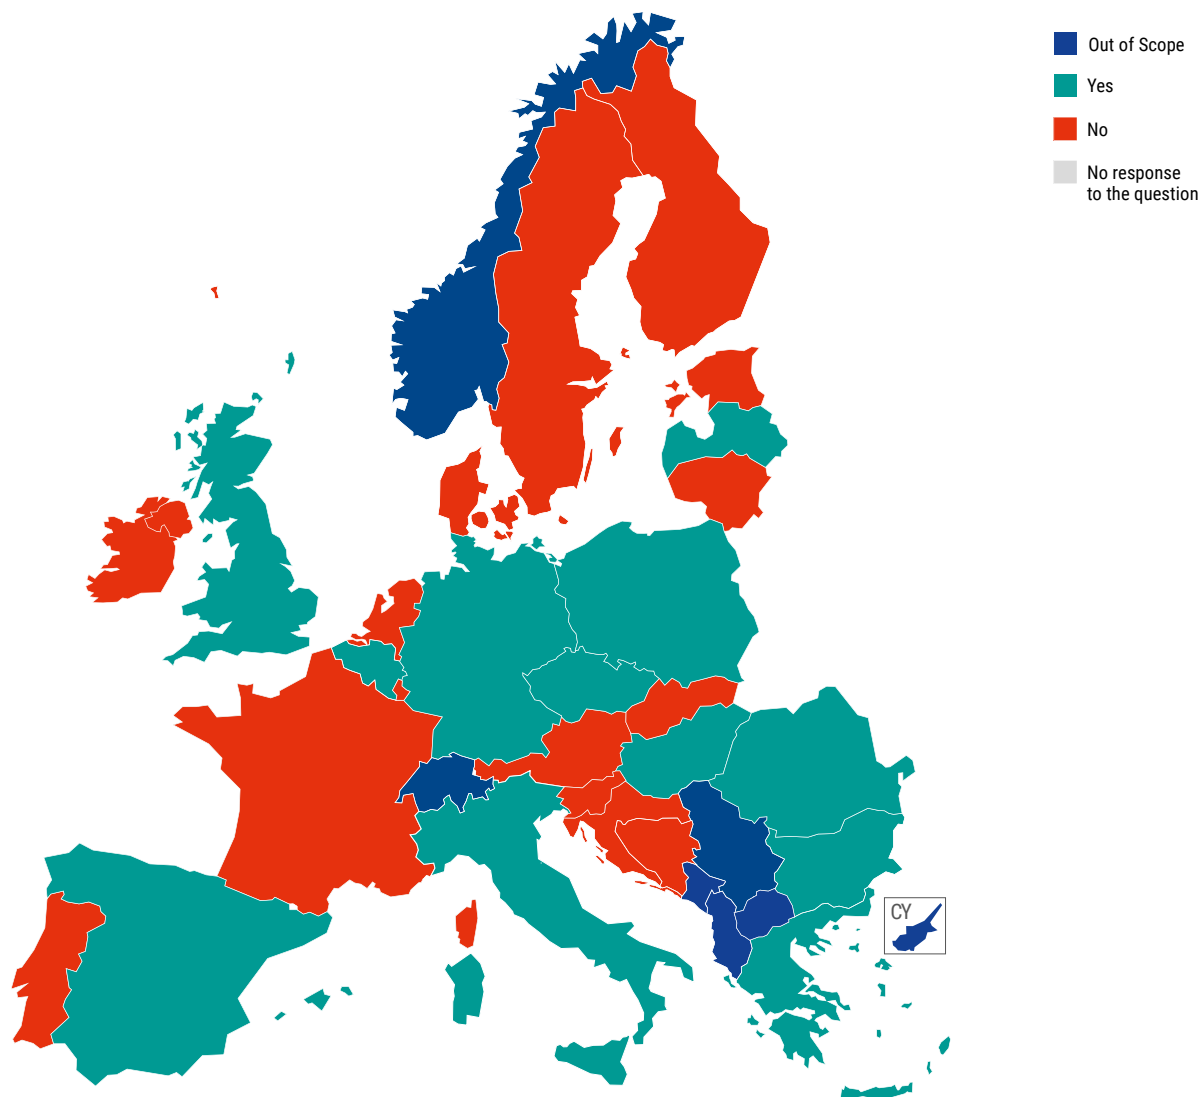 Out of Scope
Yes
No
No response
to the question
CY